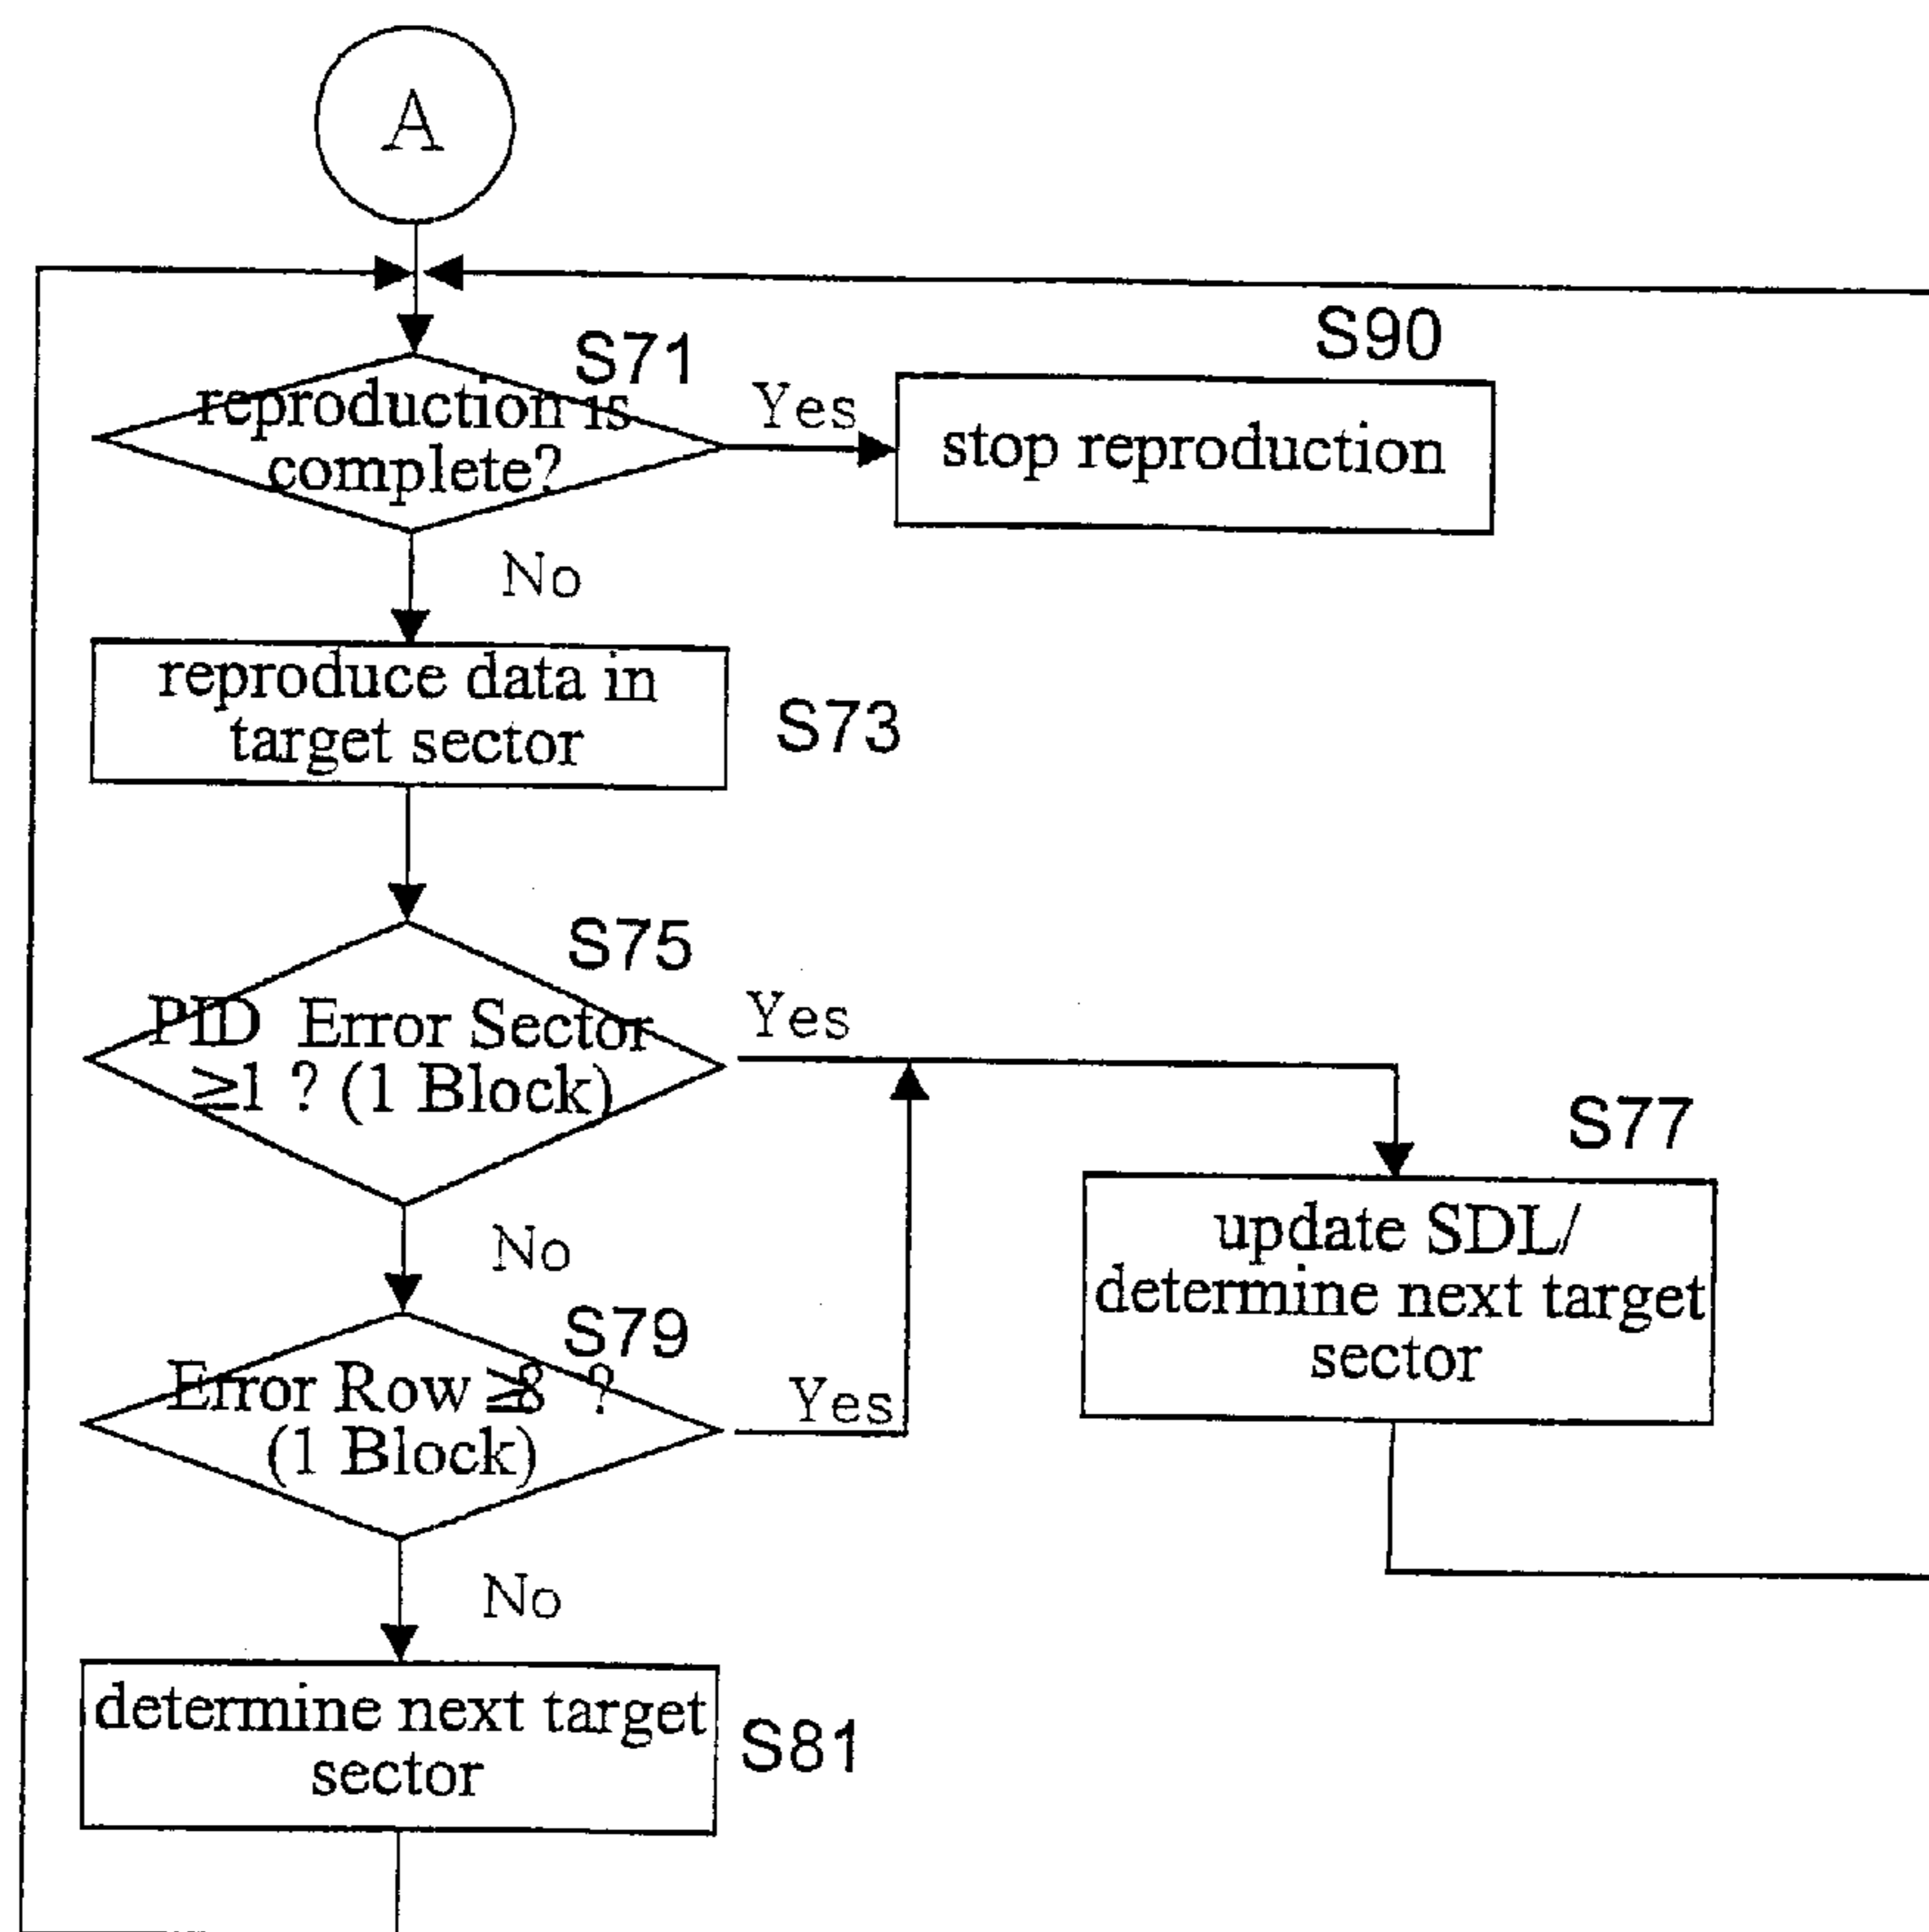 A
S71
reproduction is
complete?
Yes
S90
stop reproduction
No
reproduce data in
target sector
S73
S75
PID Error Sector
≥1 ? (1 Block)
Yes
S77
update SDL/
determine next target
sector
No
S79
Error Row ≥8 ?
(1 Block)
Yes
No
determine next target
sector
S81